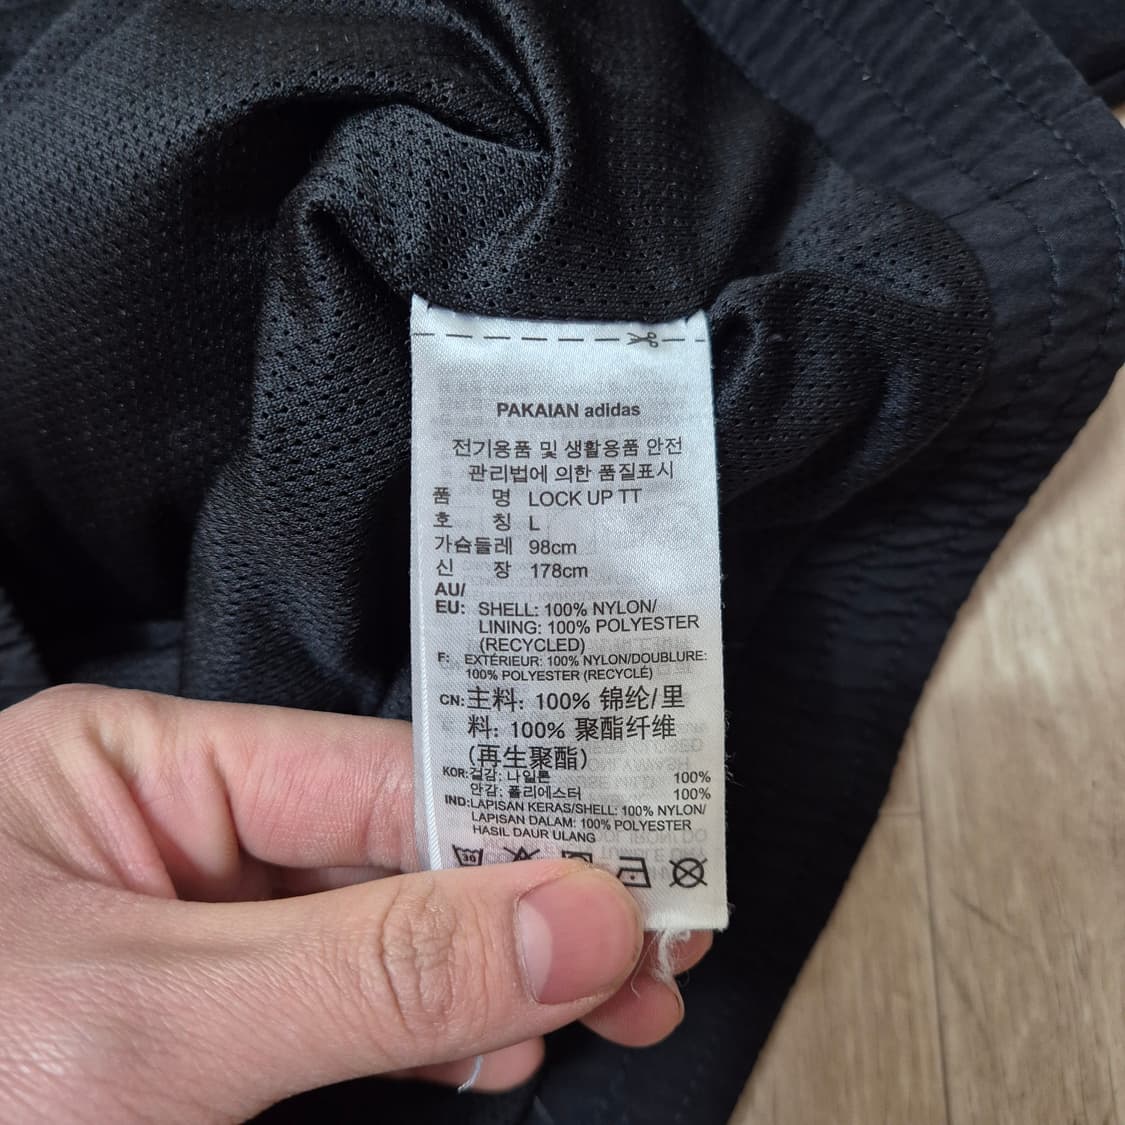 PAKAIAN adidas
전기용품 및 생활용품 안전
관리법에 의한 품질표시
품 명 LOCK UP TT
호 칭 L
가슴둘레 98cm
신 장 178cm
AU/
EU: SHELL: 100% NYLON/
LINING: 100% POLYESTER
(RECYCLED)
F: EXTÉRIEUR: 100% NYLON/DOUBLURE:
100% POLYESTER (RECYCLÉ)
CN: 主料: 100% 锦纶/里
料: 100% 聚酯纤维
(再生聚酯)
KOR: 겉감: 나일론 100%
안감: 폴리에스터 100%
IND: LAPISAN KERAS/SHELL: 100% NYLON/
LAPISAN DALAM: 100% POLYESTER
HASIL DAUR ULANG
30